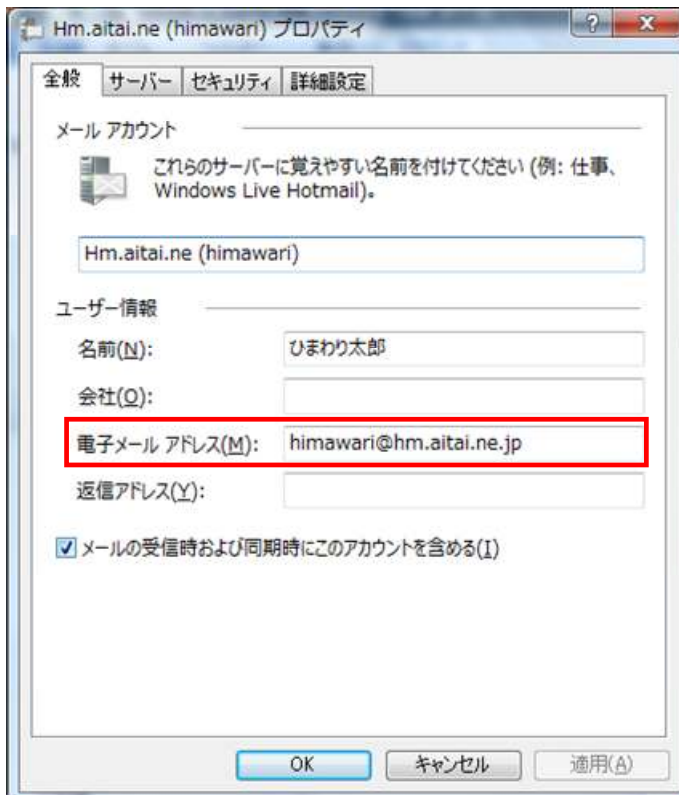 Hm.aitai.ne (himawari) プロパティ
全般 サーバー セキュリティ 詳細設定
メール アカウント
これらのサーバーに覚えやすい名前を付けてください (例: 仕事、
Windows Live Hotmail)。
Hm.aitai.ne (himawari)
ユーザー情報
名前(N): ひまわり太郎
会社(O):
電子メール アドレス(M): himawari@hm.aitai.ne.jp
返信アドレス(Y):
メールの受信時および同期時にこのアカウントを含める(I)
OK キャンセル 適用(A)